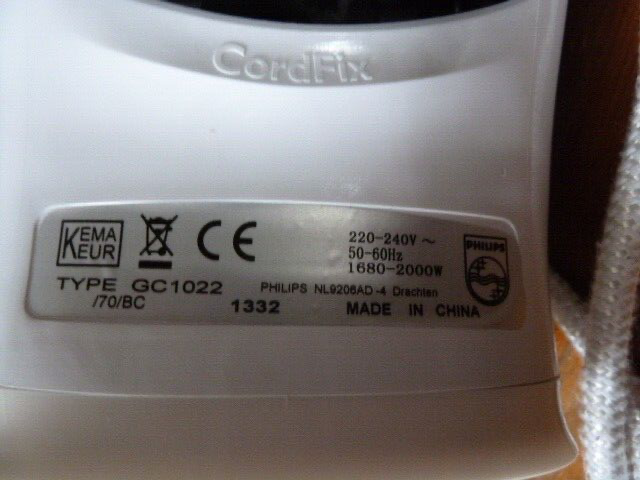 CordFix
KEMA
KEUR
CE
220-240V ~
50-60Hz
1680-2000W
PHILIPS
TYPE GC1022
/70/BC
1332
PHILIPS NL9206AD-4 Drachten
MADE IN CHINA